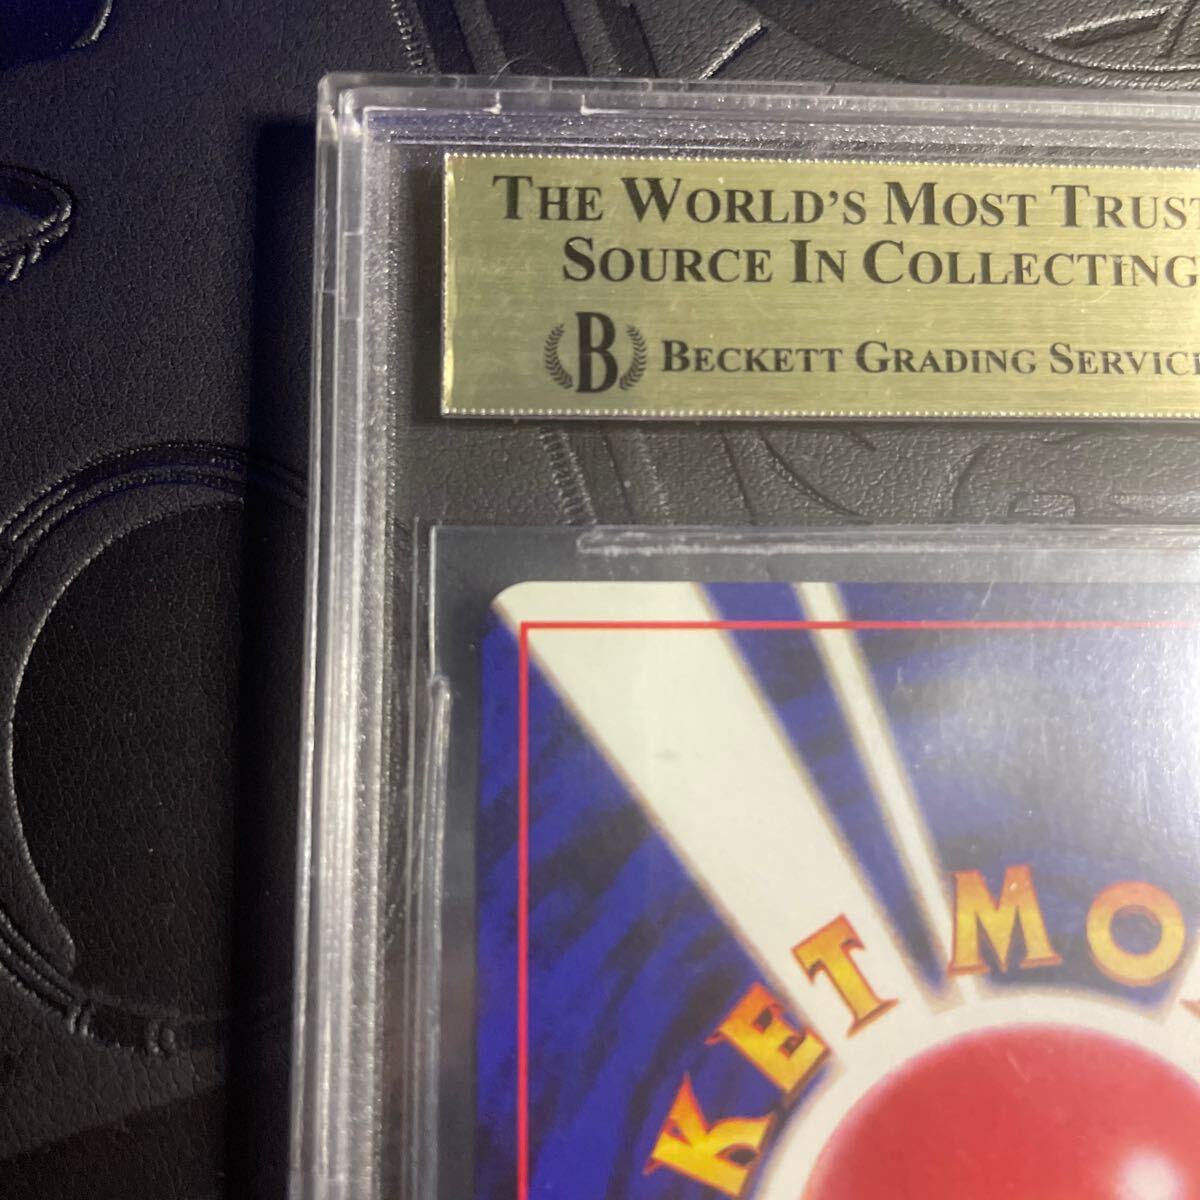 THE WORLD'S MOST TRUST
SOURCE IN COLLECTING
B BECKETT GRADING SERVIC
KET MO